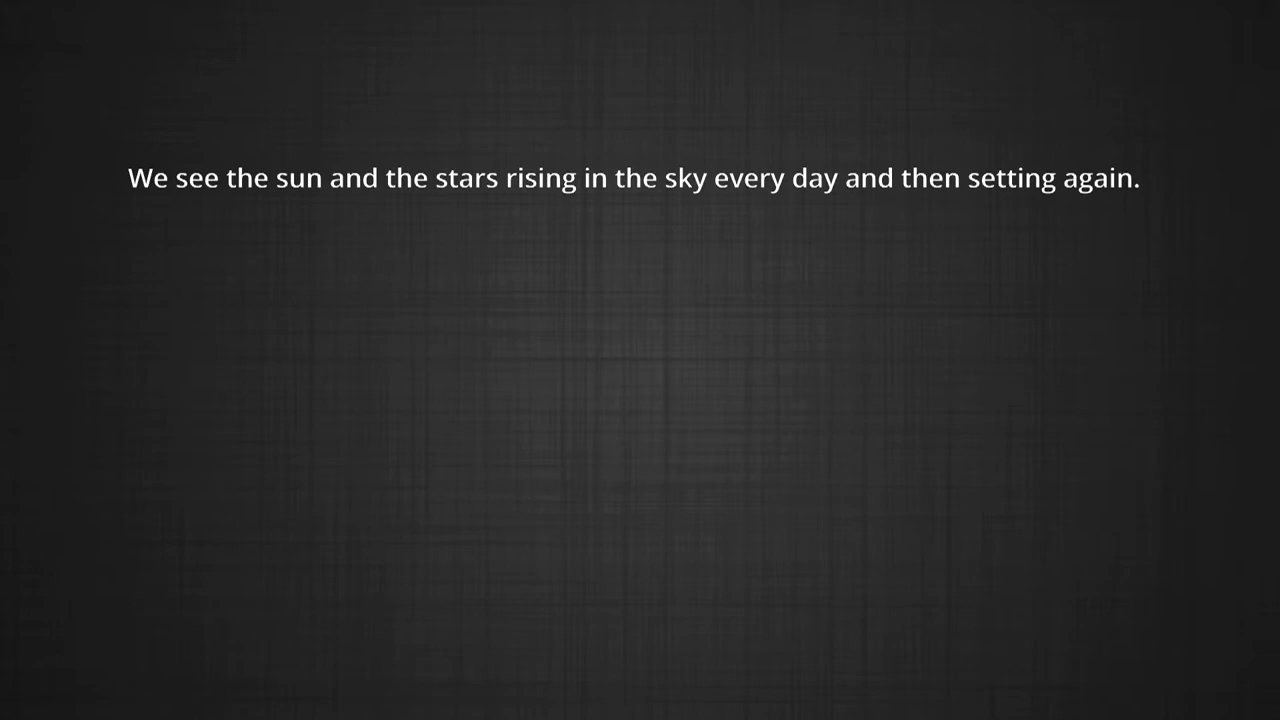 We see the sun and the stars rising in the sky every day and then setting again.